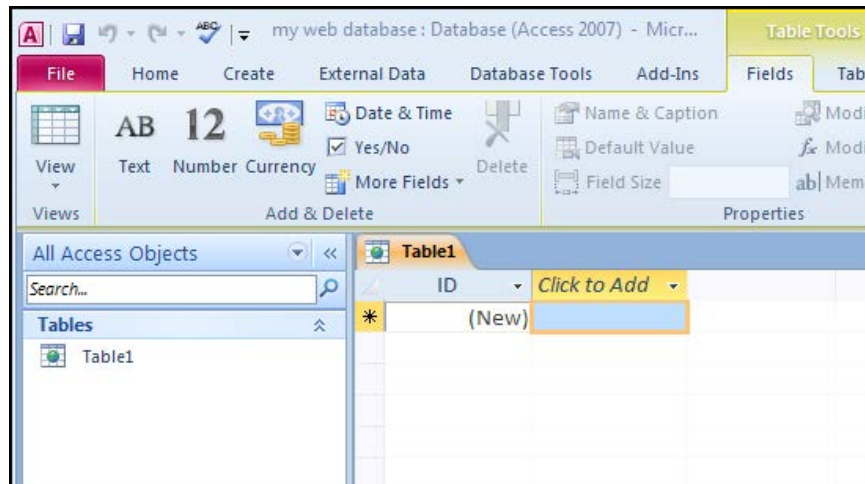 A ABC my web database : Database (Access 2007) - Micr... Table Tools
File Home Create External Data Database Tools Add-Ins Fields Tab
AB 12 Date & Time Name & Caption Modi
Yes/No Default Value fx Modi
View Text Number Currency More Fields Delete Field Size ab Mem
Views Add & Delete Properties
All Access Objects Table1
Search... ID Click to Add
Tables (New)
Table1